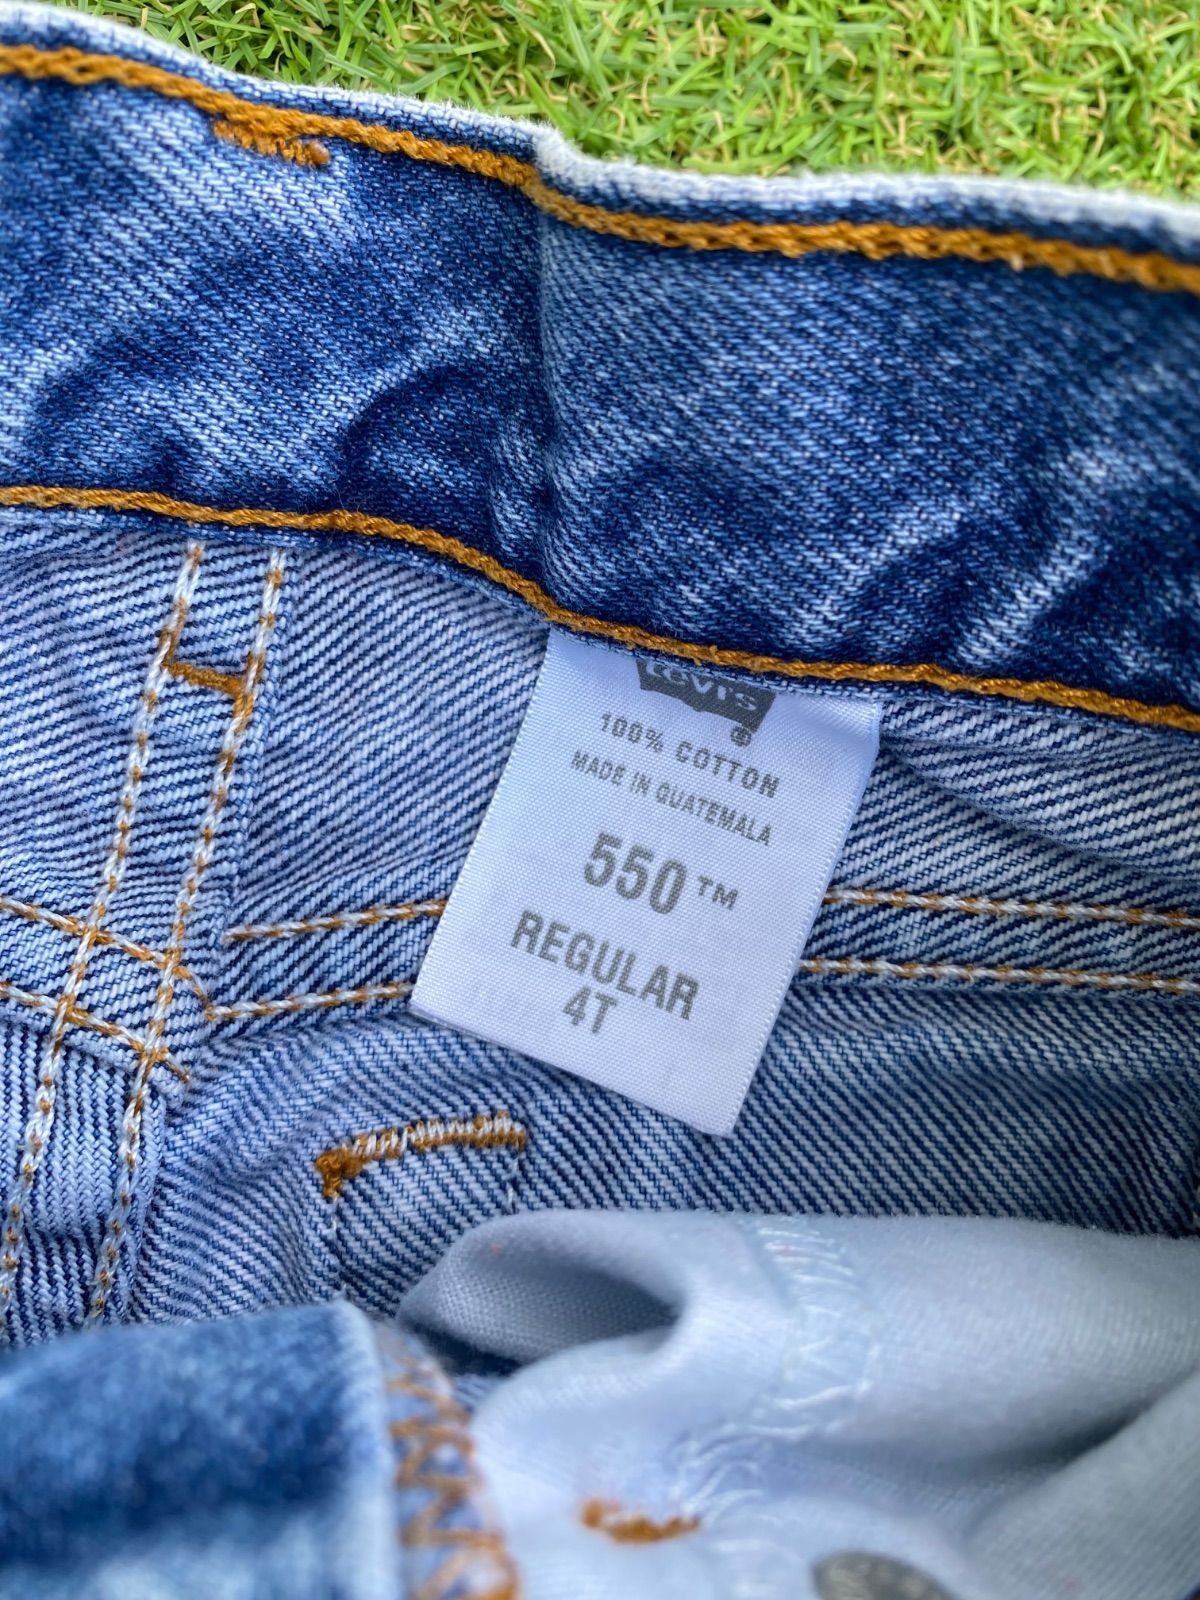 Levi's
®
100% COTTON
MADE IN GUATEMALA
550™
REGULAR
4T